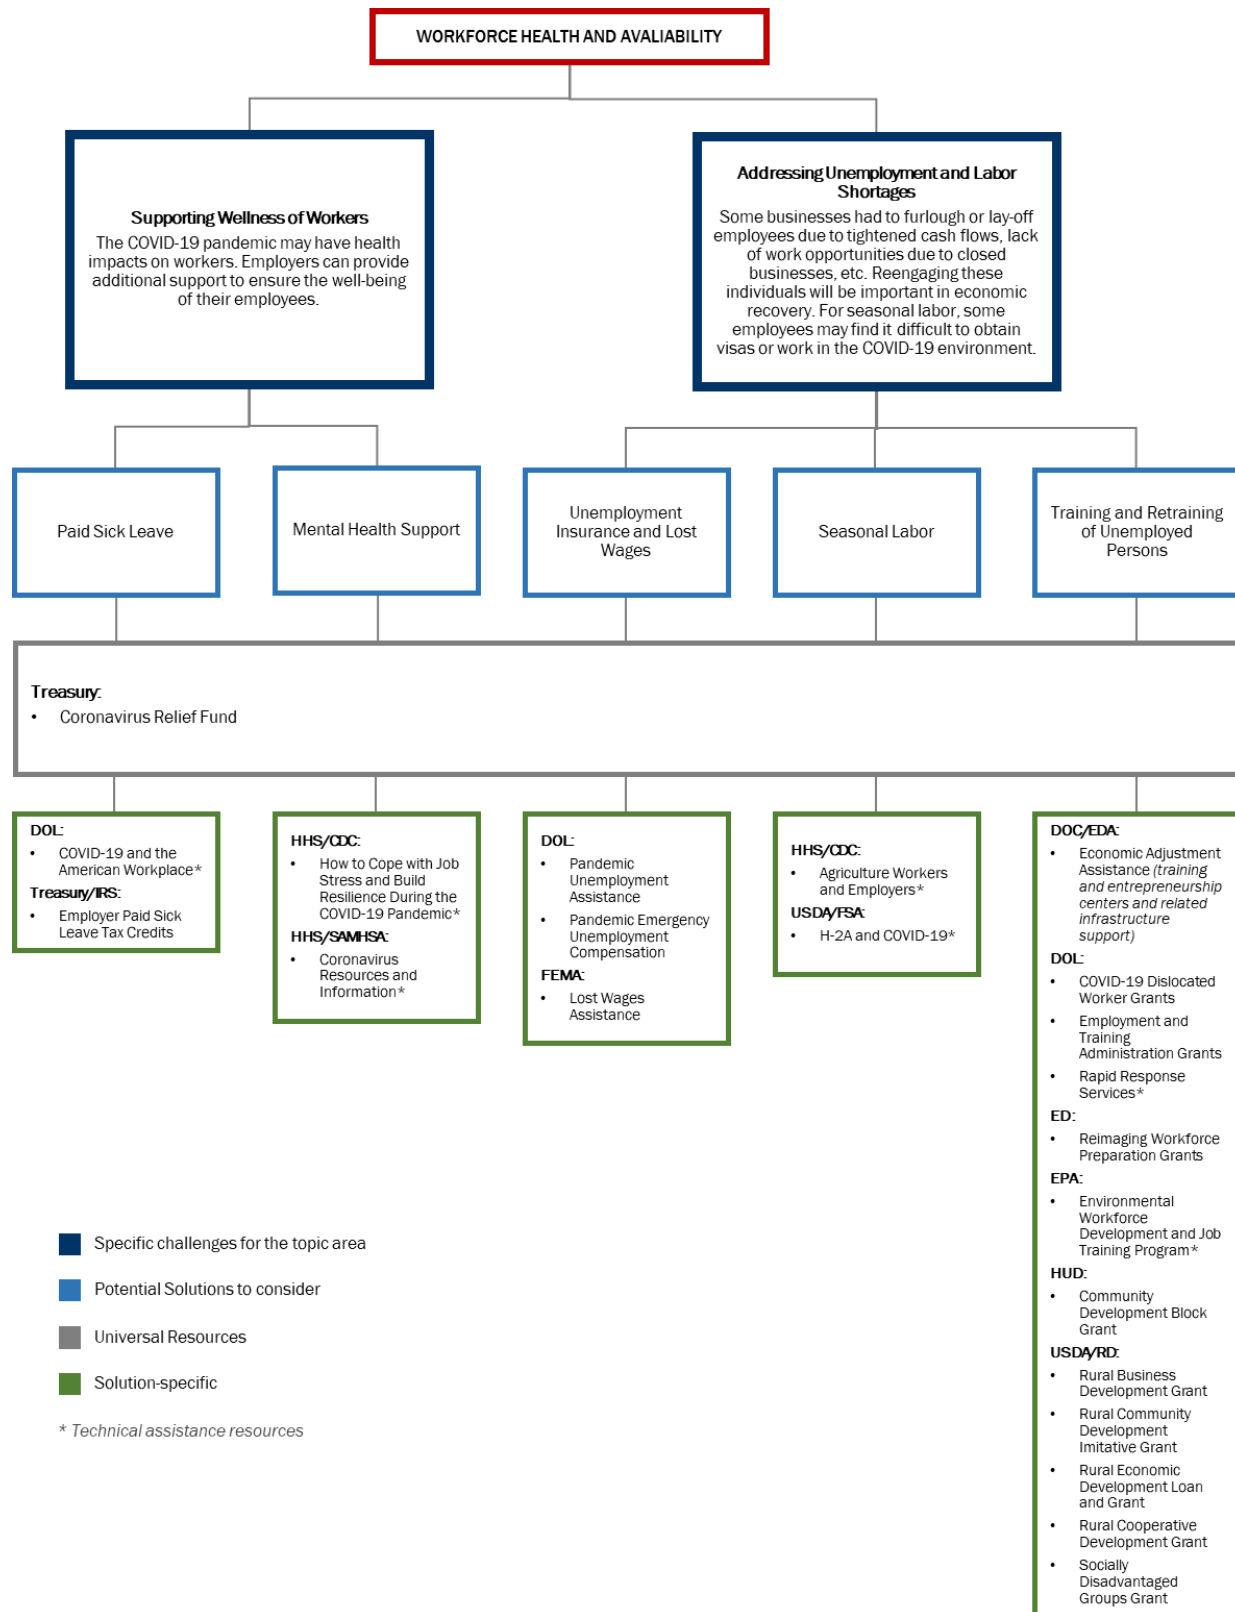 WORKFORCE HEALTH AND AVALIABILITY
Supporting Wellness of Workers
The COVID-19 pandemic may have health
impacts on workers. Employers can provide
additional support to ensure the well-being
of their employees.
Addressing Unemployment and Labor
Shortages
Some businesses had to furlough or lay-off
employees due to tightened cash flows, lack
of work opportunities due to closed
businesses, etc. Reengaging these
individuals will be important in economic
recovery. For seasonal labor, some
employees may find it difficult to obtain
visas or work in the COVID-19 environment.
Paid Sick Leave
Mental Health Support
Unemployment
Insurance and Lost
Wages
Seasonal Labor
Training and Retraining
of Unemployed
Persons
Treasury:
• Coronavirus Relief Fund
DOL:
• COVID-19 and the
American Workplace*
Treasury/IRS:
• Employer Paid Sick
Leave Tax Credits
HHS/CDC:
• How to Cope with Job
Stress and Build
Resilience During the
COVID-19 Pandemic*
HHS/SAMHSA:
• Coronavirus
Resources and
Information*
DOL:
• Pandemic
Unemployment
Assistance
• Pandemic Emergency
Unemployment
Compensation
FEMA:
• Lost Wages
Assistance
HHS/CDC:
• Agriculture Workers
and Employers*
USDA/FSA:
• H-2A and COVID-19*
DOC/EDA:
• Economic Adjustment
Assistance (training
and entrepreneurship
centers and related
infrastructure
support)
DOL:
• COVID-19 Dislocated
Worker Grants
• Employment and
Training
Administration Grants
• Rapid Response
Services*
ED:
• Reimaging Workforce
Preparation Grants
EPA:
• Environmental
Workforce
Development and Job
Training Program*
HUD:
• Community
Development Block
Grant
USDA/RD:
• Rural Business
Development Grant
• Rural Community
Development
Imitative Grant
• Rural Economic
Development Loan
and Grant
• Rural Cooperative
Development Grant
• Socially
Disadvantaged
Groups Grant
Specific challenges for the topic area
Potential Solutions to consider
Universal Resources
Solution-specific
* Technical assistance resources